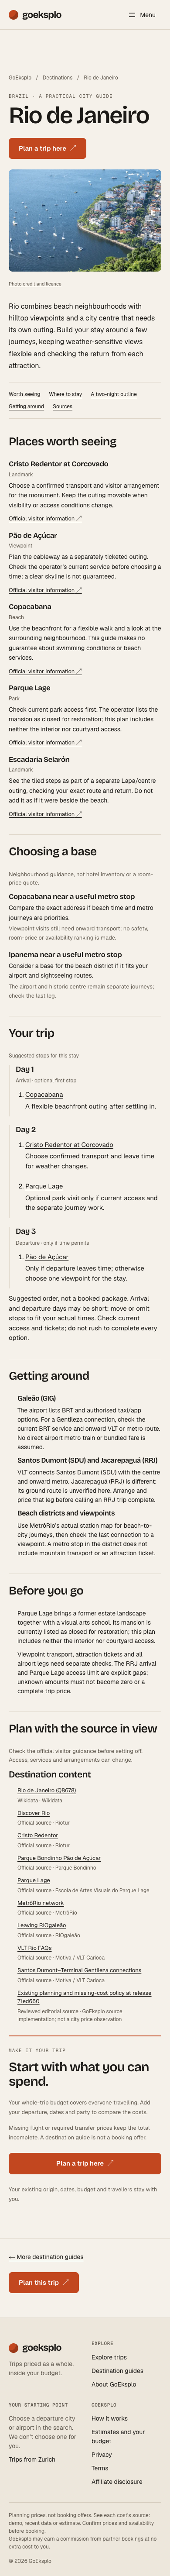 goeksplo
Menu
GoEksplo / Destinations / Rio de Janeiro
BRAZIL · A PRACTICAL CITY GUIDE
Rio de Janeiro
Plan a trip here ↗
Photo credit and licence
Rio combines beach neighbourhoods with
hilltop viewpoints and a city centre that needs
its own outing. Build your stay around a few
journeys, keeping weather-sensitive views
flexible and checking the return from each
attraction.
Worth seeing Where to stay A two-night outline
Getting around Sources
Places worth seeing
Cristo Redentor at Corcovado
Landmark
Choose a confirmed transport and visitor arrangement
for the monument. Keep the outing movable when
visibility or access conditions change.
Official visitor information ↗
Pão de Açúcar
Viewpoint
Plan the cableway as a separately ticketed outing.
Check the operator's current service before choosing a
time; a clear skyline is not guaranteed.
Official visitor information ↗
Copacabana
Beach
Use the beachfront for a flexible walk and a look at the
surrounding neighbourhood. This guide makes no
guarantee about swimming conditions or beach
services.
Official visitor information ↗
Parque Lage
Park
Check current park access first. The operator lists the
mansion as closed for restoration; this plan includes
neither the interior nor courtyard access.
Official visitor information ↗
Escadaria Selarón
Landmark
See the tiled steps as part of a separate Lapa/centre
outing, checking your exact route and return. Do not
add it as if it were beside the beach.
Official visitor information ↗
Choosing a base
Neighbourhood guidance, not hotel inventory or a room-
price quote.
Copacabana near a useful metro stop
Compare the exact address if beach time and metro
journeys are priorities.
Viewpoint visits still need onward transport; no safety,
room-price or availability ranking is made.
Ipanema near a useful metro stop
Consider a base for the beach district if it fits your
airport and sightseeing routes.
The airport and historic centre remain separate journeys;
check the last leg.
Your trip
Suggested stops for this stay
Day 1
Arrival · optional first stop
1. Copacabana
A flexible beachfront outing after settling in.
Day 2
1. Cristo Redentor at Corcovado
Choose confirmed transport and leave time
for weather changes.
2. Parque Lage
Optional park visit only if current access and
the separate journey work.
Day 3
Departure · only if time permits
1. Pão de Açúcar
Only if departure leaves time; otherwise
choose one viewpoint for the stay.
Suggested order, not a booked package. Arrival
and departure days may be short: move or omit
stops to fit your actual times. Check current
access and tickets; do not rush to complete every
option.
Getting around
Galeão (GIG)
The airport lists BRT and authorised taxi/app
options. For a Gentileza connection, check the
current BRT service and onward VLT or metro route.
No direct airport metro train or bundled fare is
assumed.
Santos Dumont (SDU) and Jacarepaguá (RRJ)
VLT connects Santos Dumont (SDU) with the centre
and onward metro. Jacarepaguá (RRJ) is different:
its ground route is unverified here. Arrange and
price that leg before calling an RRJ trip complete.
Beach districts and viewpoints
Use MetrôRio's actual station map for beach-to-
city journeys, then check the last connection to a
viewpoint. A metro stop in the district does not
include mountain transport or an attraction ticket.
Before you go
Parque Lage brings a former estate landscape
together with a visual arts school. Its mansion is
currently listed as closed for restoration; this plan
includes neither the interior nor courtyard access.
Viewpoint transport, attraction tickets and all
airport legs need separate checks. The RRJ arrival
and Parque Lage access limit are explicit gaps;
unknown amounts must not become zero or a
complete trip price.
Plan with the source in view
Check the official visitor guidance before setting off.
Access, services and arrangements can change.
Destination content
Rio de Janeiro (Q8678)
Wikidata · Wikidata
Discover Rio
Official source · Riotur
Cristo Redentor
Official source · Riotur
Parque Bondinho Pão de Açúcar
Official source · Parque Bondinho
Parque Lage
Official source · Escola de Artes Visuais do Parque Lage
MetrôRio network
Official source · MetrôRio
Leaving RIOgaleão
Official source · RIOgaleão
VLT Rio FAQs
Official source · Motiva / VLT Carioca
Santos Dumont–Terminal Gentileza connections
Official source · Motiva / VLT Carioca
Existing planning and missing-cost policy at release
71ed660
Reviewed editorial source · GoEksplo source
implementation; not a city price observation
MAKE IT YOUR TRIP
Start with what you can
spend.
Your whole-trip budget covers everyone travelling. Add
your departure, dates and party to compare the costs.
Missing flight or required transfer prices keep the total
incomplete. A destination guide is not a booking offer.
Plan a trip here ↗
Your existing origin, dates, budget and travellers stay with
you.
← More destination guides
Plan this trip ↗
goeksplo
Trips priced as a whole,
inside your budget.
EXPLORE
Explore trips
Destination guides
About GoEksplo
YOUR STARTING POINT
Choose a departure city
or airport in the search.
We don't choose one for
you.
Trips from Zurich
GOEKSPLO
How it works
Estimates and your
budget
Privacy
Terms
Affiliate disclosure
Planning prices, not booking offers. See each cost's source:
demo, recent data or estimate. Confirm prices and availability
before booking.
GoEksplo may earn a commission from partner bookings at no
extra cost to you.
© 2026 GoEksplo